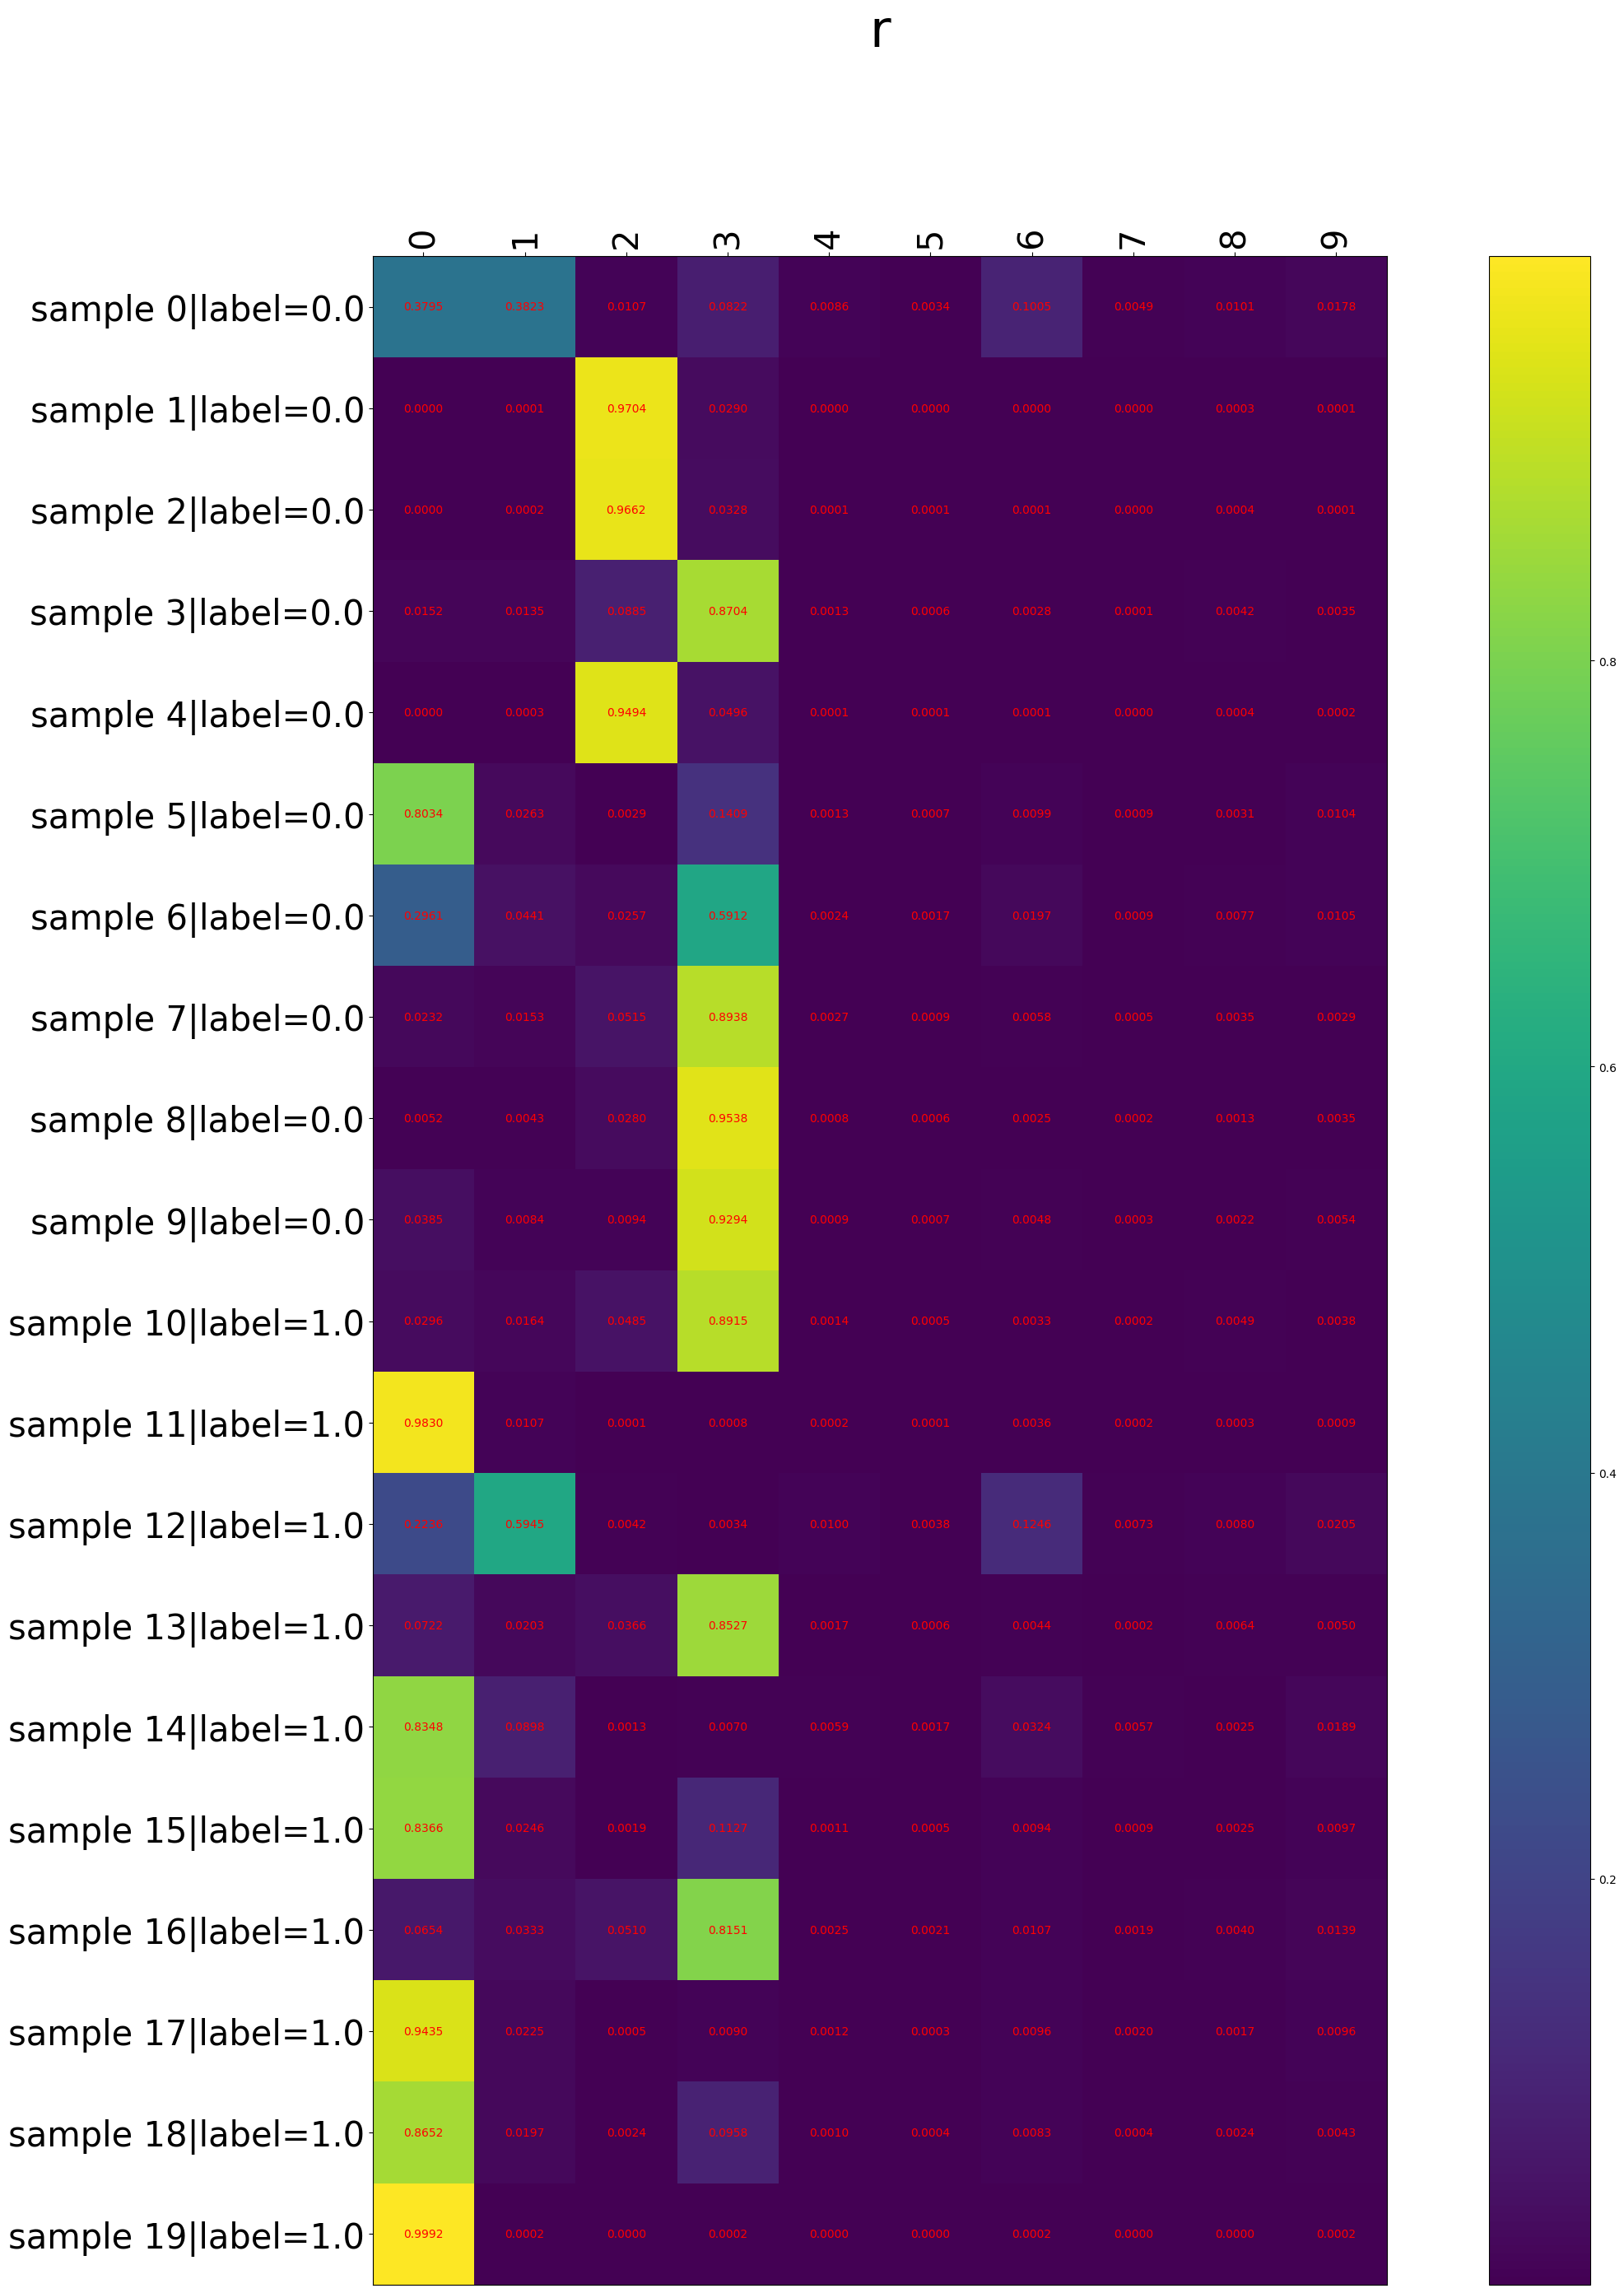 r
0 1 2 3 4 5 6 7 8 9
sample 0|label=0.0 0.3795 0.3823 0.0107 0.0822 0.0086 0.0034 0.1005 0.0049 0.0101 0.0178
sample 1|label=0.0 0.0000 0.0001 0.9704 0.0290 0.0000 0.0000 0.0000 0.0000 0.0003 0.0001
sample 2|label=0.0 0.0000 0.0002 0.9662 0.0328 0.0001 0.0001 0.0001 0.0000 0.0004 0.0001
sample 3|label=0.0 0.0152 0.0135 0.0885 0.8704 0.0013 0.0006 0.0028 0.0001 0.0042 0.0035
0.8
sample 4|label=0.0 0.0000 0.0003 0.9494 0.0496 0.0001 0.0001 0.0001 0.0000 0.0004 0.0002
sample 5|label=0.0 0.8034 0.0263 0.0029 0.1409 0.0013 0.0007 0.0099 0.0009 0.0031 0.0104
sample 6|label=0.0 0.0441 0.0257 0.5912 0.0024 0.0017 0.0197 0.0009 0.0077 0.0105
sample 7|label=0.0 0.0232 0.0153 0.0515 0.8938 0.0027 0.0009 0.0058 0.0005 0.0035 0.0029
0.6
sample 8|label=0.0 0.0052 0.0043 0.0280 0.9538 0.0008 0.0006 0.0025 0.0002 0.0013 0.0035
sample 9|label=0.0 0.0385 0.0084 0.0094 0.9294 0.0009 0.0007 0.0048 0.0003 0.0022 0.0054
sample 10|label=1.0 0.0296 0.0164 0.0485 0.8915 0.0014 0.0005 0.0033 0.0002 0.0049 0.0038
sample 11|label=1.0 0.9830 0.0107 0.0001 0.0008 0.0002 0.0001 0.0036 0.0002 0.0003 0.0009
0.4
sample 12|label=1.0 0.5945 0.0042 0.0034 0.0100 0.0038 0.1246 0.0073 0.0080 0.0205
sample 13|label=1.0 0.0722 0.0203 0.0366 0.8527 0.0017 0.0006 0.0044 0.0002 0.0064 0.0050
sample 14|label=1.0 0.8348 0.0898 0.0013 0.0070 0.0059 0.0017 0.0324 0.0057 0.0025 0.0189
sample 15|label=1.0 0.8366 0.0246 0.0019 0.1127 0.0011 0.0005 0.0094 0.0009 0.0025 0.0097
0.2
sample 16|label=1.0 0.0654 0.0333 0.0510 0.8151 0.0025 0.0021 0.0107 0.0019 0.0040 0.0139
sample 17|label=1.0 0.9435 0.0225 0.0005 0.0090 0.0012 0.0003 0.0096 0.0020 0.0017 0.0096
sample 18|label=1.0 0.8652 0.0197 0.0024 0.0958 0.0010 0.0004 0.0083 0.0004 0.0024 0.0043
sample 19|label=1.0 0.9992 0.0002 0.0000 0.0002 0.0000 0.0000 0.0002 0.0000 0.0000 0.0002